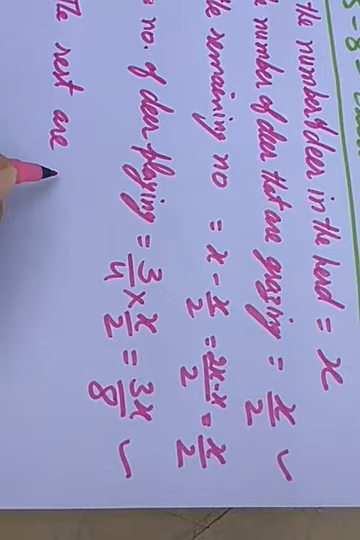 the number of deer in the herd = x
number of deer that are grazing = x/2 ✓
the remaining no = x - x/2 = 2x-x/2 = x/2
no. of deer playing = 3/4 × x/2 = 3x/8 ✓
The rest are